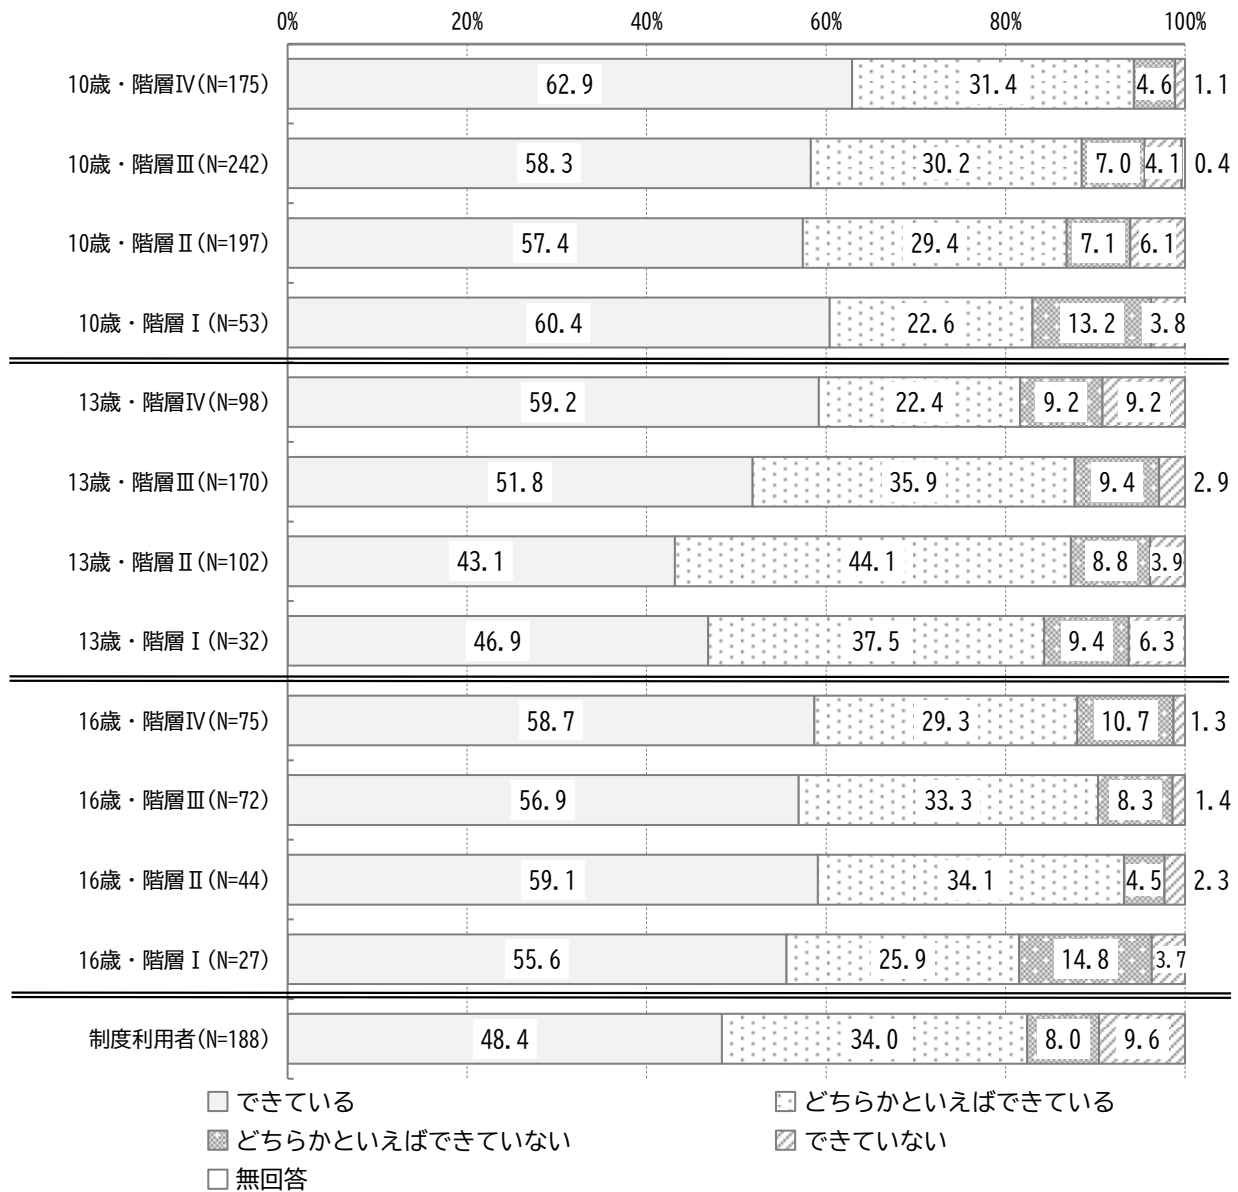 0% 20% 40% 60% 80% 100%
10歳・階層Ⅳ(N=175) 62.9 31.4 4.6 1.1
10歳・階層Ⅲ(N=242) 58.3 30.2 7.0 4.1 0.4
10歳・階層Ⅱ(N=197) 57.4 29.4 7.1 6.1
10歳・階層Ⅰ(N=53) 60.4 22.6 13.2 3.8
13歳・階層Ⅳ(N=98) 59.2 22.4 9.2 9.2
13歳・階層Ⅲ(N=170) 51.8 35.9 9.4 2.9
13歳・階層Ⅱ(N=102) 43.1 44.1 8.8 3.9
13歳・階層Ⅰ(N=32) 46.9 37.5 9.4 6.3
16歳・階層Ⅳ(N=75) 58.7 29.3 10.7 1.3
16歳・階層Ⅲ(N=72) 56.9 33.3 8.3 1.4
16歳・階層Ⅱ(N=44) 59.1 34.1 4.5 2.3
16歳・階層Ⅰ(N=27) 55.6 25.9 14.8 3.7
制度利用者(N=188) 48.4 34.0 8.0 9.6
できている どちらかといえばできている
どちらかといえばできていない できていない
無回答